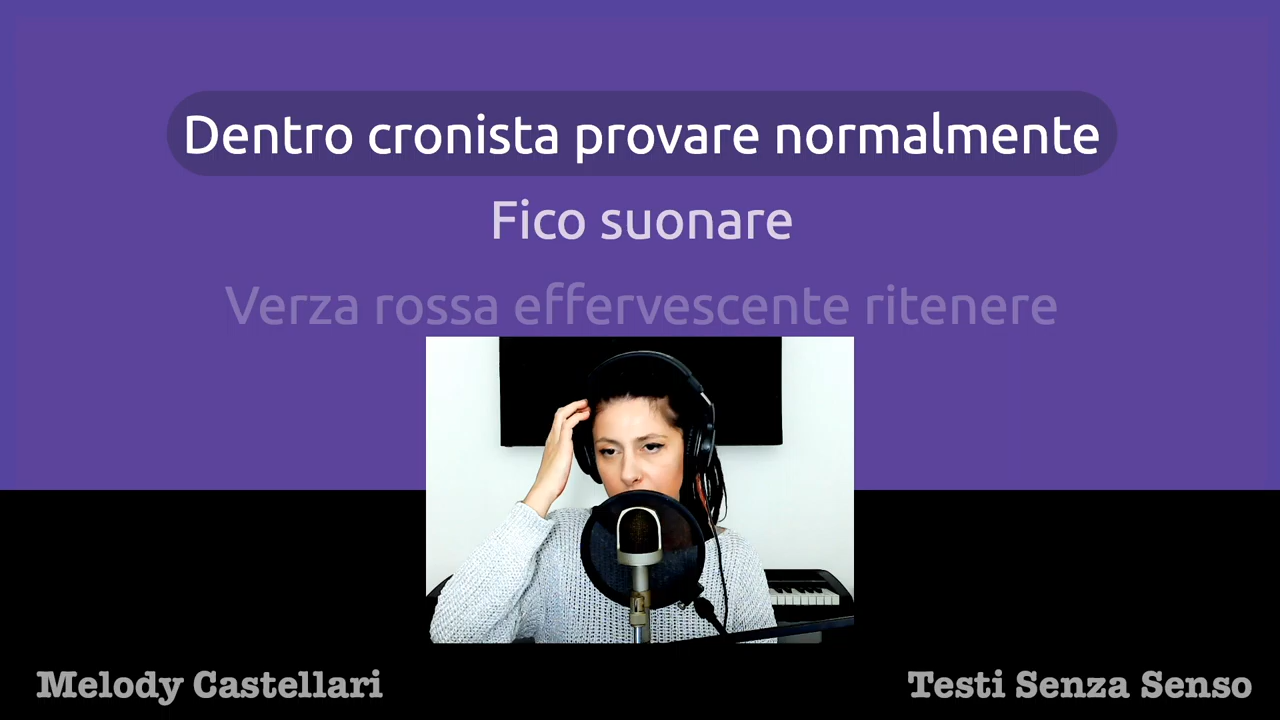 Dentro cronista provare normalmente
Fico suonare
Verza rossa effervescente ritenere
Melody Castellari
Testi Senza Senso